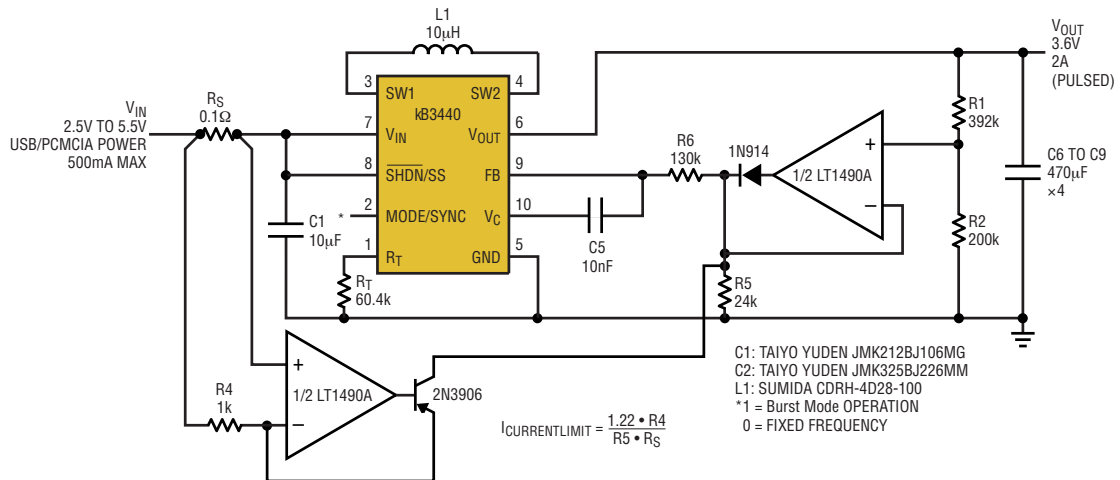 L1
10µH
3
4
SW1
SW2
kB3440
VIN
2.5V TO 5.5V
USB/PCMCIA POWER
500mA MAX
RS
0.1Ω
7
VIN
VOUT
6
8
SHDN/SS
FB
9
2
MODE/SYNC
VC
10
1
RT
GND
5
*
C1
10µF
RT
60.4k
C5
10nF
R6
130k
1N914
+
1/2 LT1490A
–
R5
24k
VOUT
3.6V
2A
(PULSED)
R1
392k
R2
200k
C6 TO C9
470µF
×4
R4
1k
+
1/2 LT1490A
–
2N3906
ICURRENTLIMIT = 1.22 • R4
R5 • RS
C1: TAIYO YUDEN JMK212BJ106MG
C2: TAIYO YUDEN JMK325BJ226MM
L1: SUMIDA CDRH-4D28-100
*1 = Burst Mode OPERATION
0 = FIXED FREQUENCY